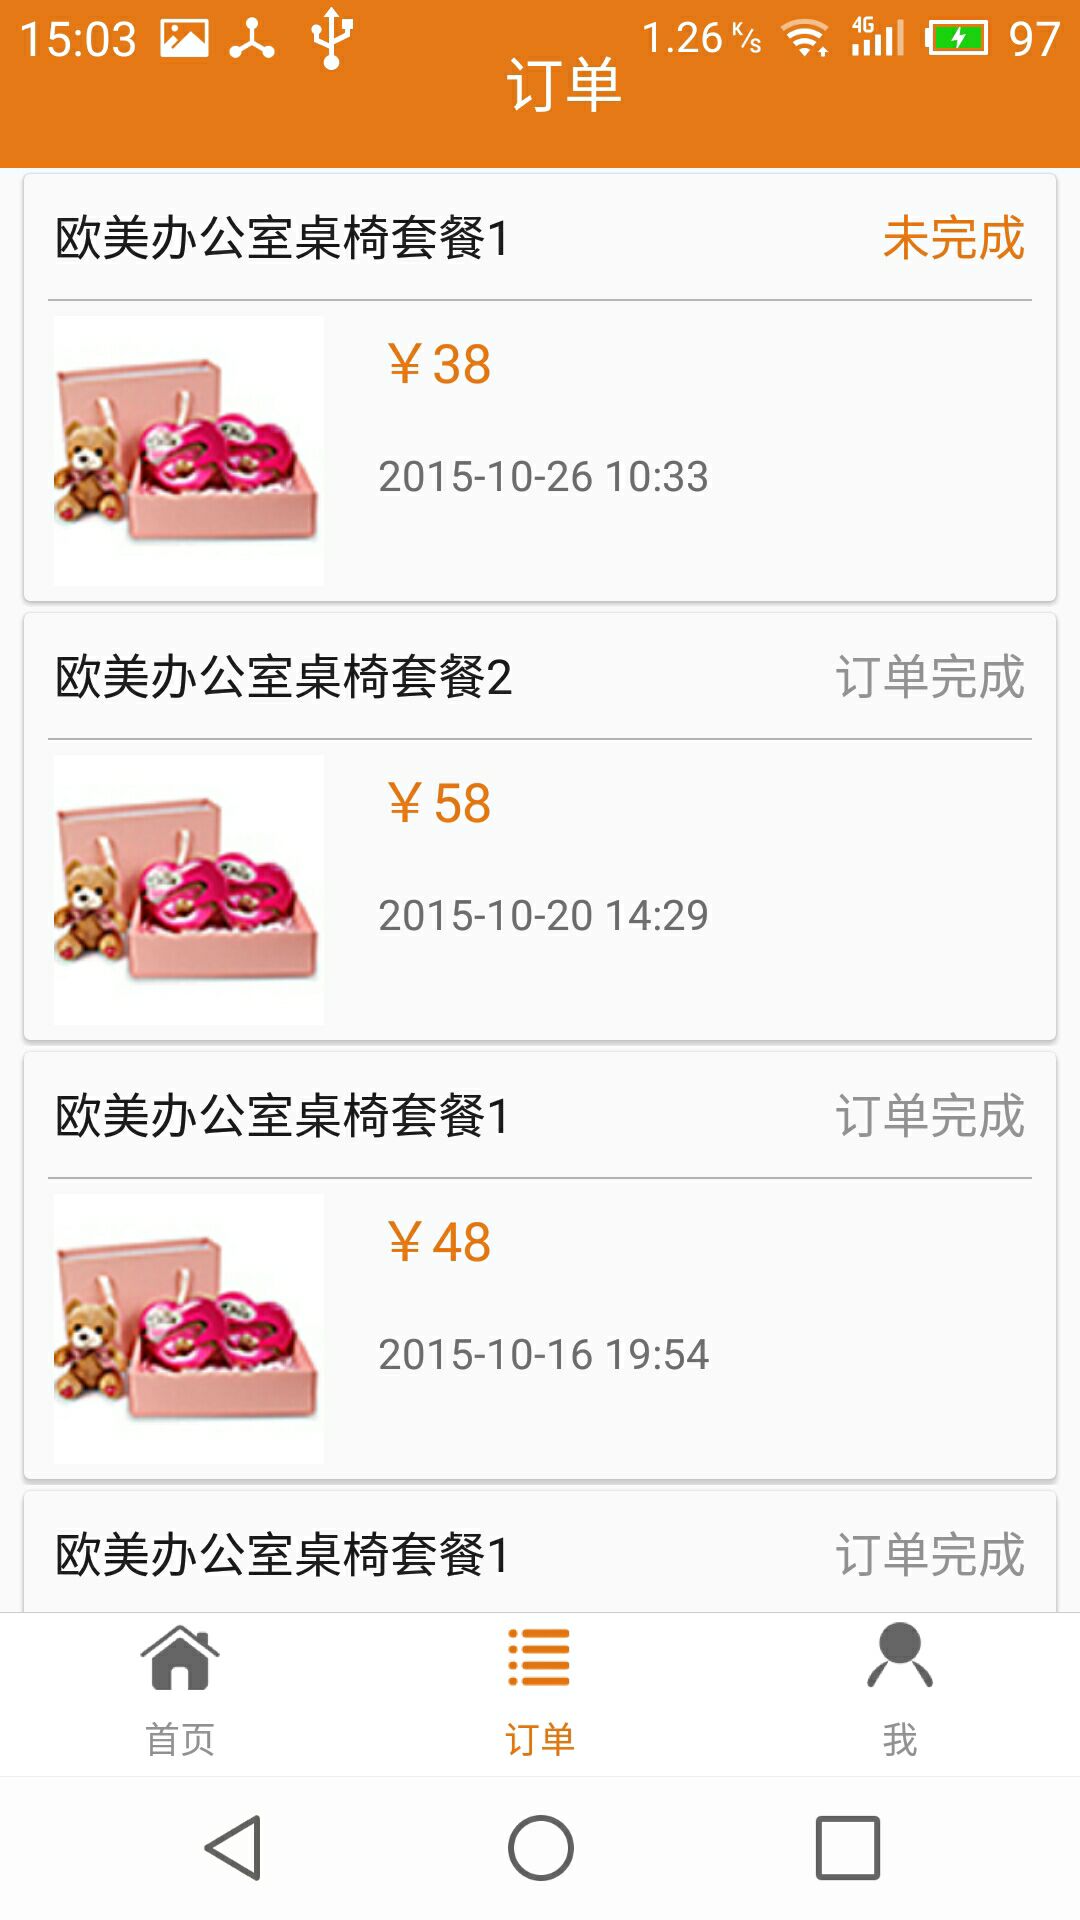 15:03 1.26 K/s 4G 97
订单
欧美办公室桌椅套餐1 未完成
￥38
2015-10-26 10:33
欧美办公室桌椅套餐2 订单完成
￥58
2015-10-20 14:29
欧美办公室桌椅套餐1 订单完成
￥48
2015-10-16 19:54
欧美办公室桌椅套餐1 订单完成
首页 订单 我